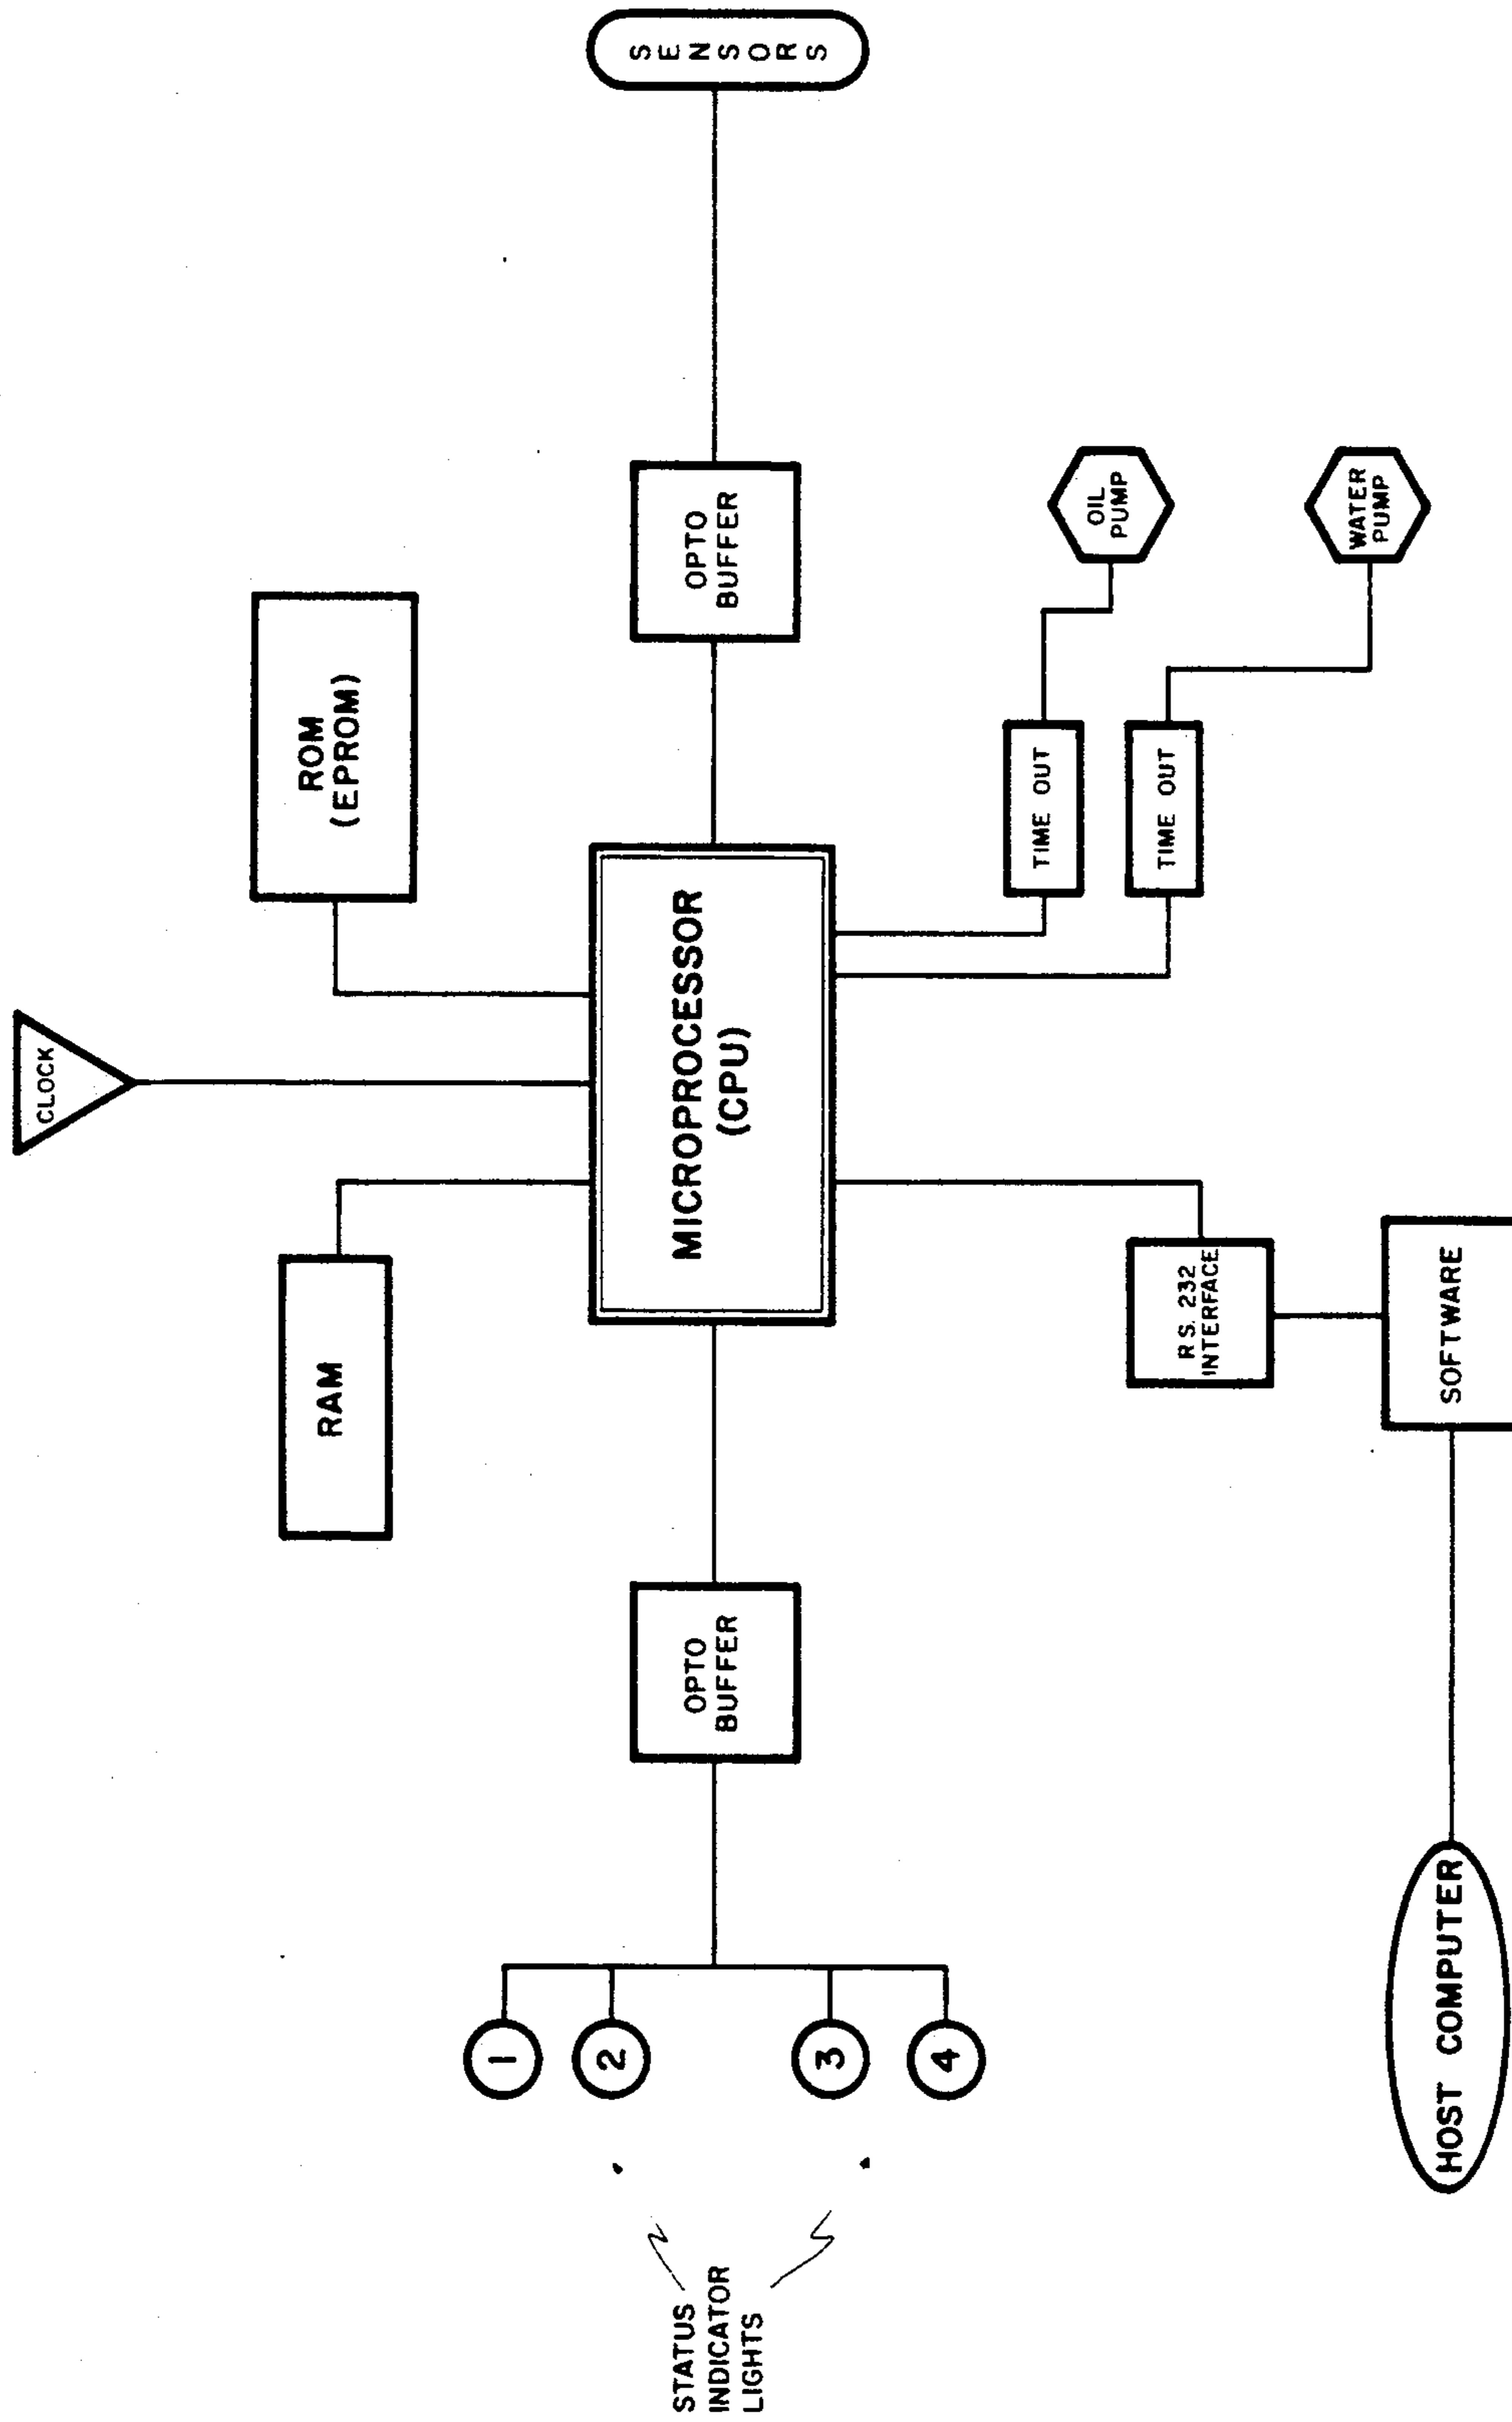 CLOCK
RAM
ROM
(EPROM)
1
2
3
4
STATUS
INDICATOR
LIGHTS
OPTO
BUFFER
MICROPROCESSOR
(CPU)
OPTO
BUFFER
SENSORS
TIME OUT
OIL
PUMP
TIME OUT
WATER
PUMP
RS. 232
INTERFACE
SOFTWARE
HOST COMPUTER